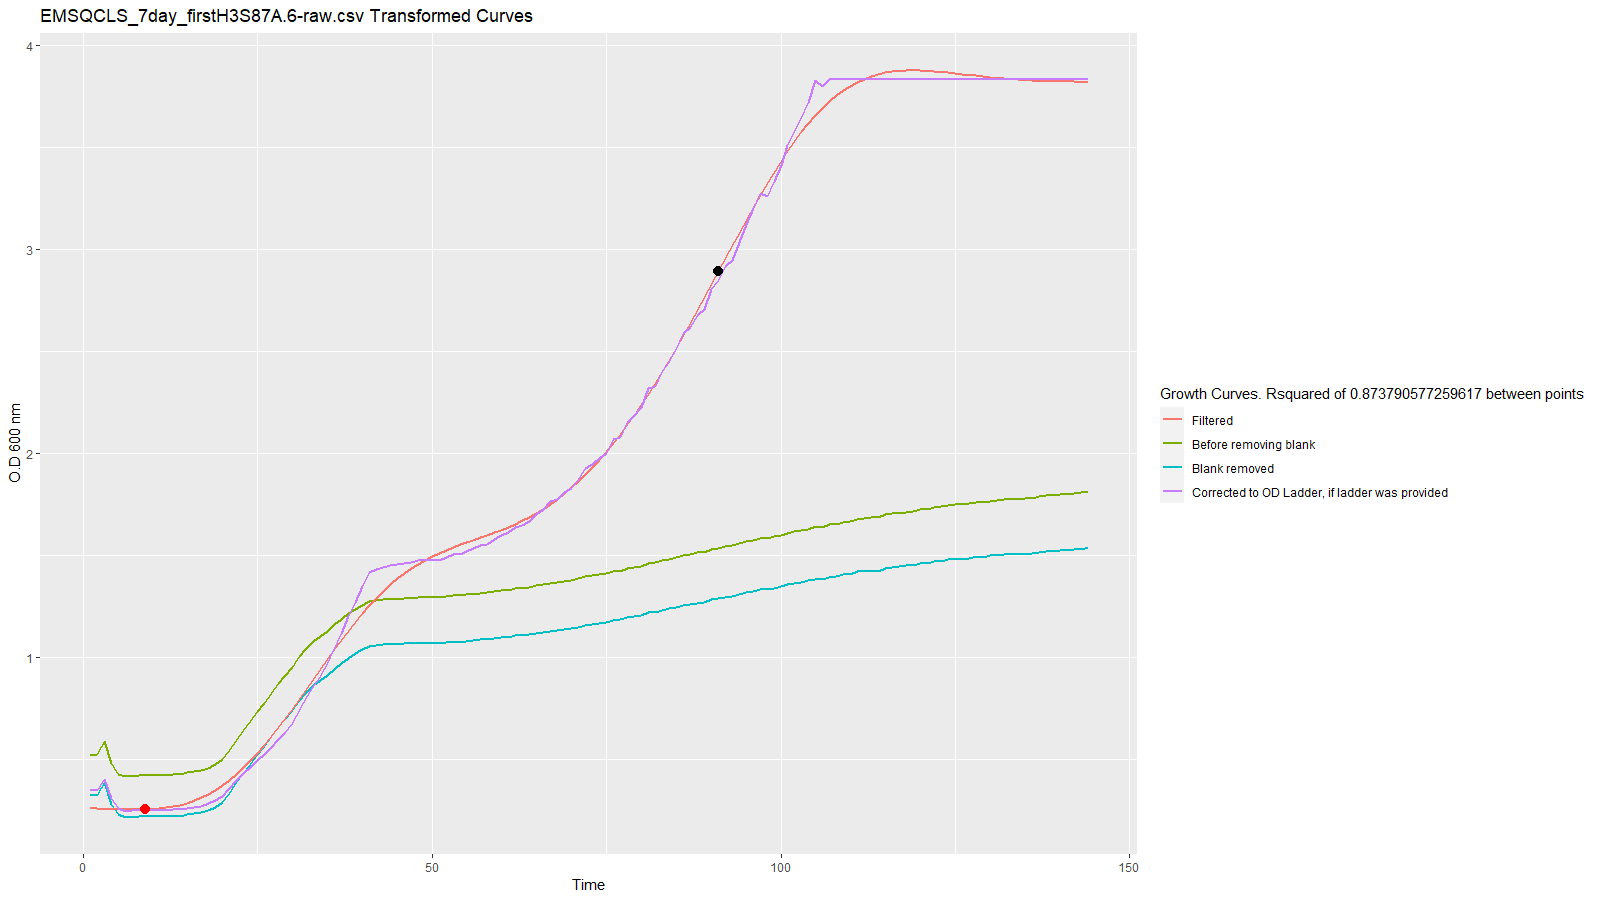 EMSQCLS_7day_firstH3S87A.6-raw.csv Transformed Curves
4
3
2
1
O.D 600 nm
0
50
100
150
Time
Growth Curves. Rsquared of 0.873790577259617 between points
Filtered
Before removing blank
Blank removed
Corrected to OD Ladder, if ladder was provided